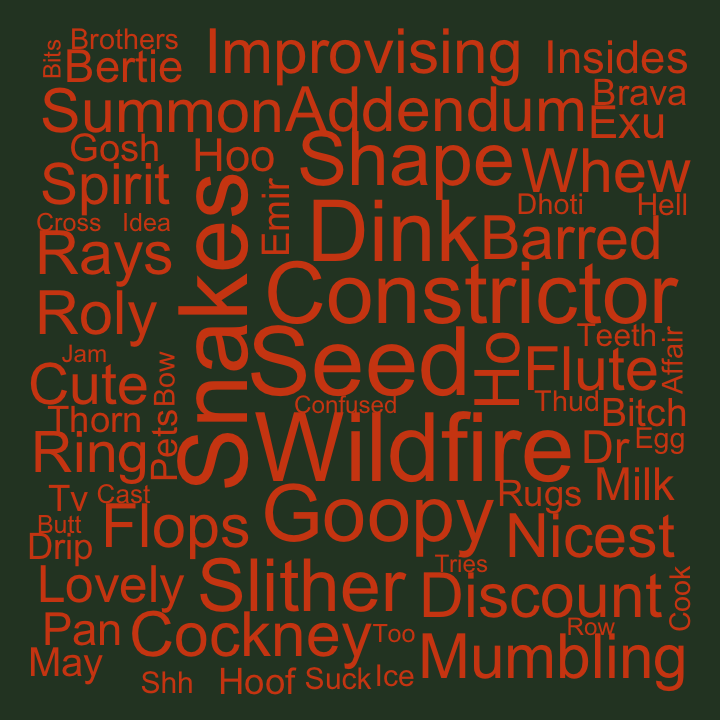 Brothers
Bits
Bertie
Improvising
Insides
Summon
Addendum
Brava
Exu
Gosh
Hoo
Shape
Whew
Spirit
Emir
Dhoti
Hell
Cross
Idea
Dink
Barred
Rays
Snakes
Constrictor
Roly
Seed
Teeth
Jam
Ho
Affair
Cute
Bow
Flute
Confused
Thud
Bitch
Thorn
Pets
Wildfire
Ring
Dr
Egg
Tv
Cast
Rugs
Milk
Butt
Flops
Goopy
Nicest
Drip
Tries
Lovely
Slither
Discount
Cook
Pan
Cockney
Too
Row
May
Mumbling
Shh
Hoof
Suck
Ice